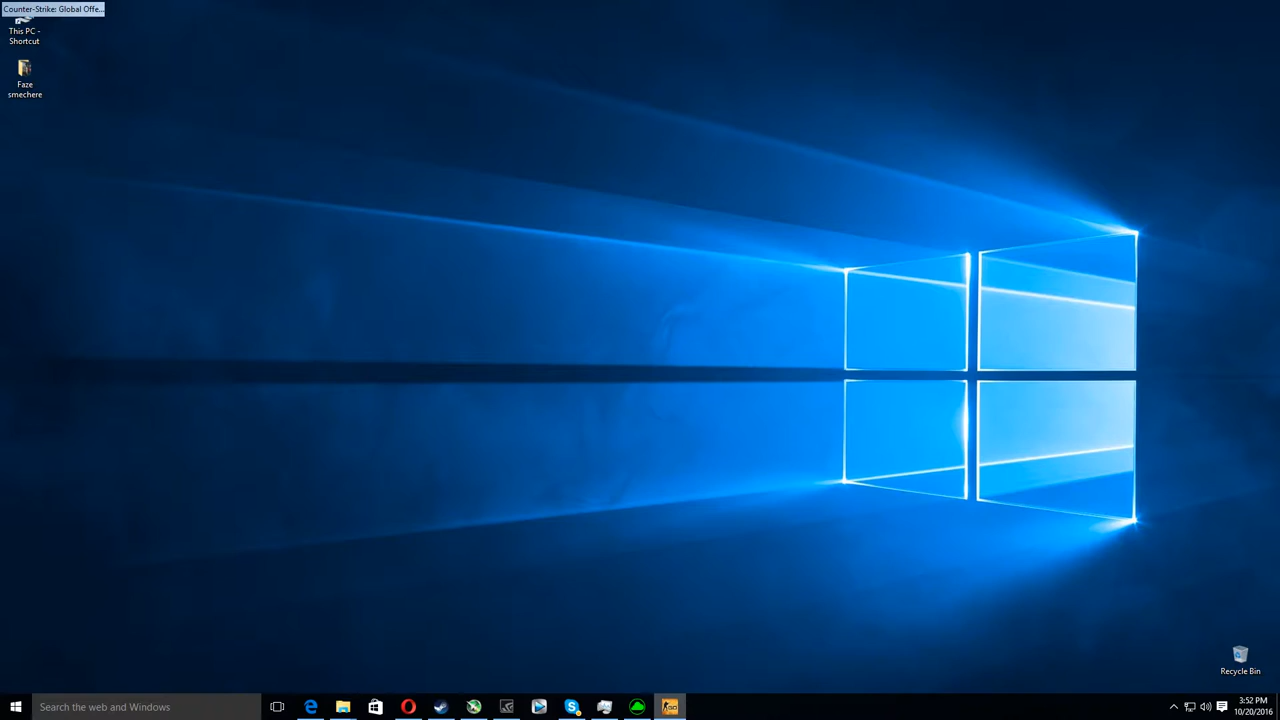 Counter-Strike: Global Offe...
This PC -
Shortcut
Faze
smechere
Recycle Bin
Search the web and Windows
GO
3:52 PM
10/20/2016